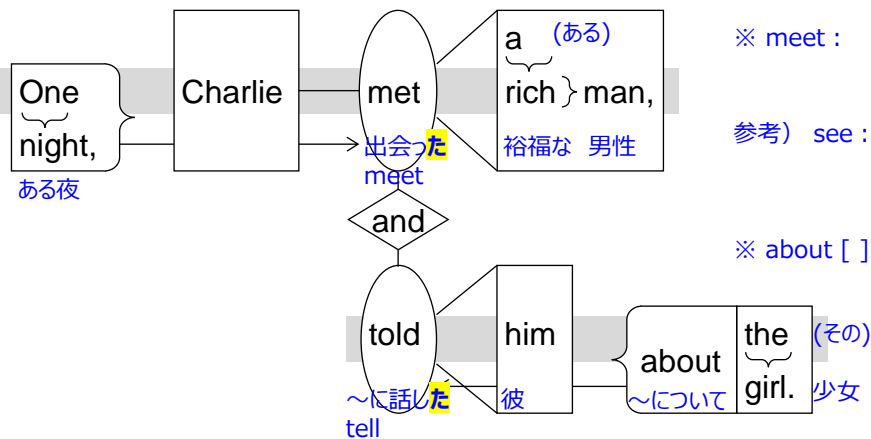 One
night,
ある夜
Charlie
met
出会った
meet
a (ある)
rich man,
裕福な 男性
※ meet :
参考） see :
and
※ about [ ]
told
～に話した
tell
him
彼
about
～について
the (その)
girl. 少女